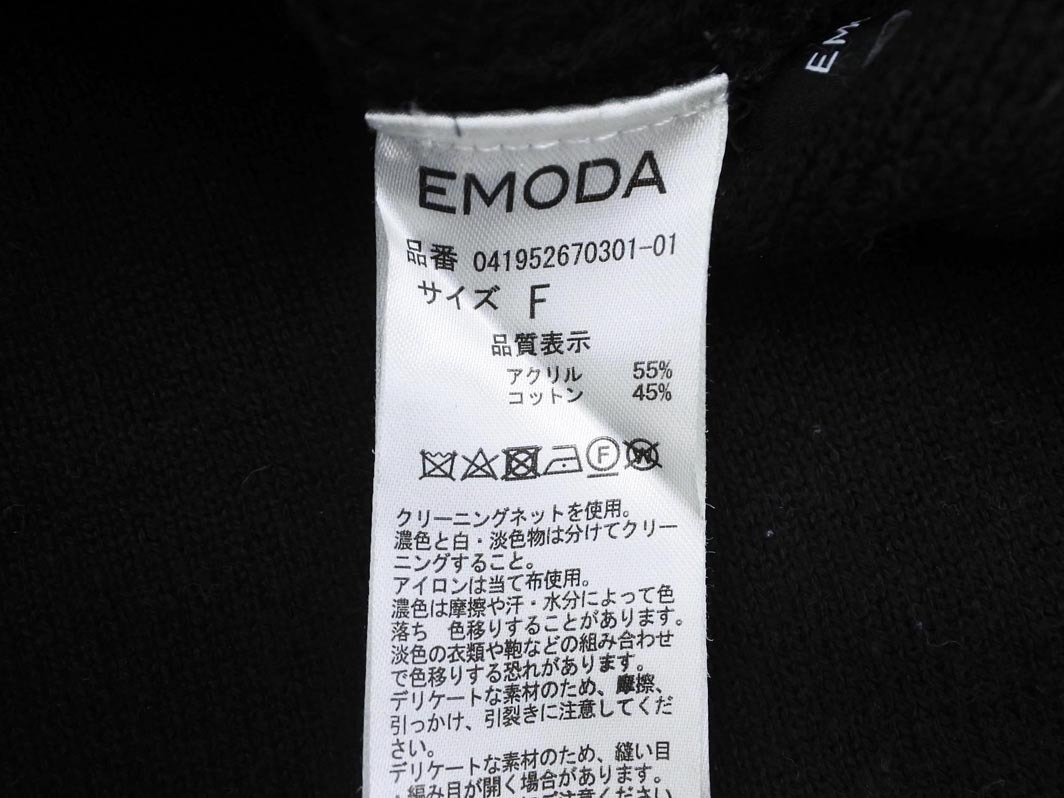 EM
EMODA
品番 041952670301-01
サイズ F
品質表示
アクリル 55%
コットン 45%
F W
クリーニングネットを使用。
濃色と白・淡色物は分けてクリー
ニングすること。
アイロンは当て布使用。
濃色は摩擦や汗・水分によって色
落ち 色移りすることがあります。
淡色の衣類や鞄などの組み合わせ
で色移りする恐れがあります。
デリケートな素材のため、摩擦、
引っかけ、引裂きに注意してくだ
さい。
デリケートな素材のため、縫い目
・編み目が開く場合があります。